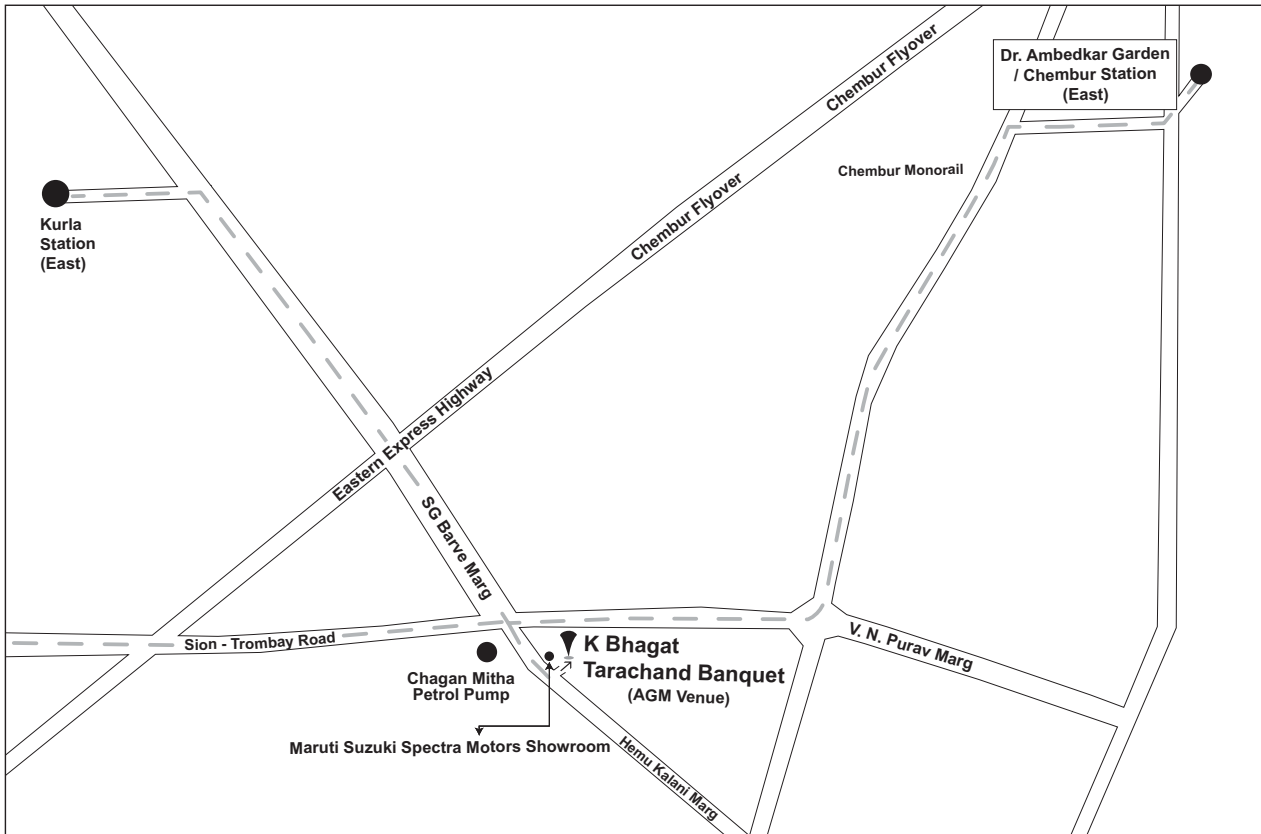 Chembur Flyover
Dr. Ambedkar Garden
/ Chembur Station
(East)
Chembur Monorail
Chembur Flyover
Kurla
Station
(East)
Eastern Express Highway
SG Barve Marg
Sion - Trombay Road
K Bhagat
Tarachand Banquet
(AGM Venue)
V. N. Purav Marg
Chagan Mitha
Petrol Pump
Maruti Suzuki Spectra Motors Showroom
Hemu Kalani Marg